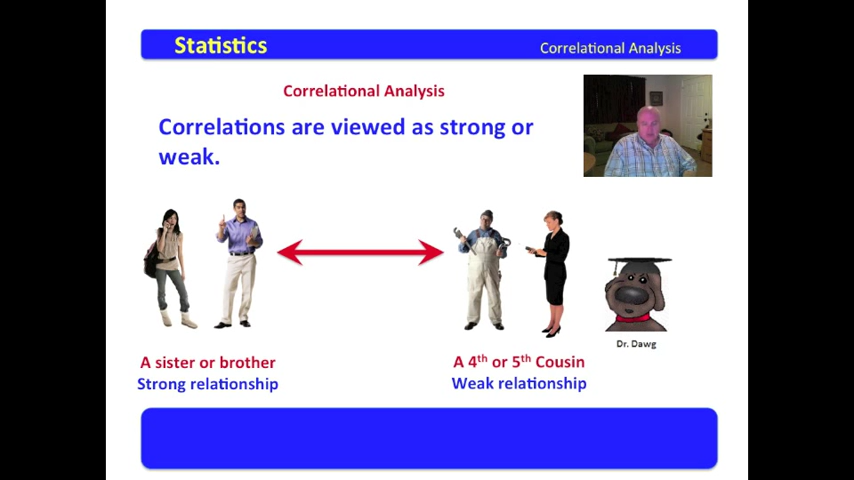 Statistics
Correlational Analysis
Correlational Analysis
Correlations are viewed as strong or
weak.
Dr. Dawg
A sister or brother
Strong relationship
A 4th or 5th Cousin
Weak relationship